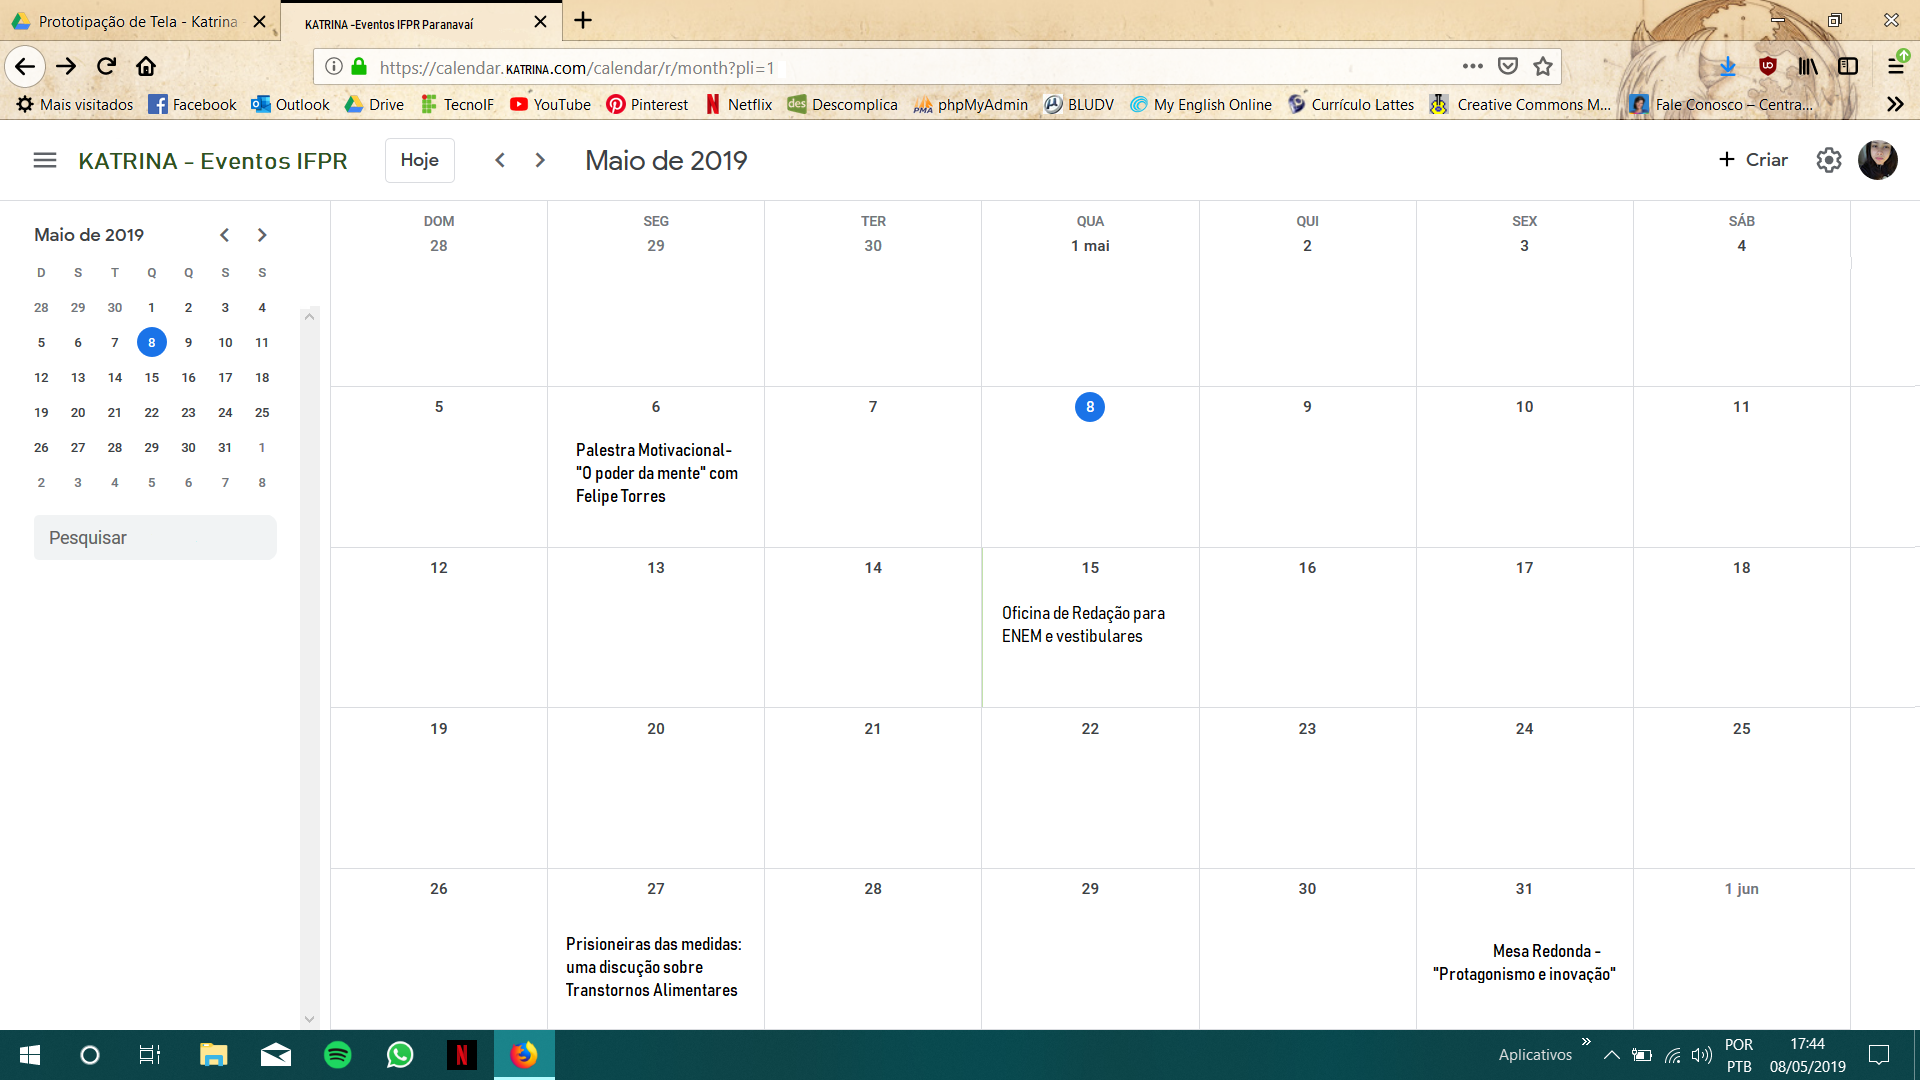 Prototipação de Tela - Katrina
KATRINA -Eventos IFPR Paranavaí
https://calendar.KATRINA.com/calendar/r/month?pli=1
Mais visitados Facebook Outlook Drive TecnoIF YouTube Pinterest Netflix des Descomplica PMA phpMyAdmin BLUDV My English Online Currículo Lattes Creative Commons M... Fale Conosco – Centra...
KATRINA - Eventos IFPR Hoje Maio de 2019 + Criar
Maio de 2019
D S T Q Q S S
28 29 30 1 2 3 4
5 6 7 8 9 10 11
12 13 14 15 16 17 18
19 20 21 22 23 24 25
26 27 28 29 30 31 1
2 3 4 5 6 7 8
Pesquisar
DOM SEG TER QUA QUI SEX SÁB
28 29 30 1 mai 2 3 4
5 6 7 8 9 10 11
Palestra Motivacional-
"O poder da mente" com
Felipe Torres
12 13 14 15 16 17 18
Oficina de Redação para
ENEM e vestibulares
19 20 21 22 23 24 25
26 27 28 29 30 31 1 jun
Prisioneiras das medidas:
uma discução sobre
Transtornos Alimentares
Mesa Redonda -
"Protagonismo e inovação"
Aplicativos
POR
PTB
17:44
08/05/2019